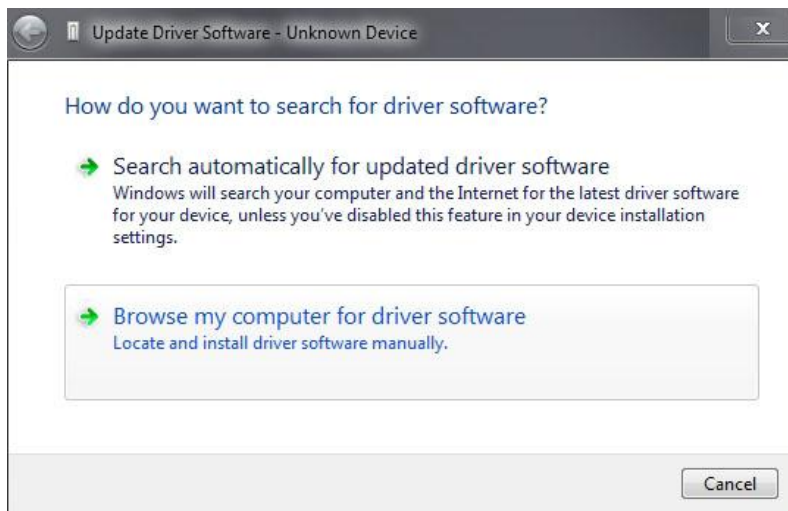 Update Driver Software - Unknown Device
x
How do you want to search for driver software?
Search automatically for updated driver software
Windows will search your computer and the Internet for the latest driver software
for your device, unless you've disabled this feature in your device installation
settings.
Browse my computer for driver software
Locate and install driver software manually.
Cancel